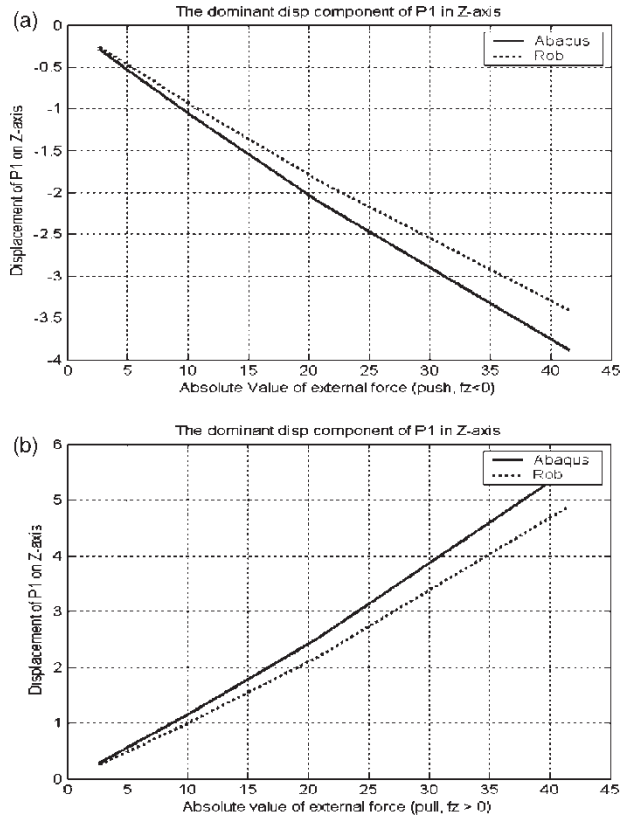 (a)
The dominant disp component of P1 in Z-axis
Abaqus
Rob
Displacement of P1 on Z-axis
0
-0.5
-1
-1.5
-2
-2.5
-3
-3.5
-4
0 5 10 15 20 25 30 35 40 45
Absolute Value of external force (push, fz<0)
(b)
The dominant disp component of P1 in Z-axis
Abaqus
Rob
Displacement of P1 on Z-axis
6
5
4
3
2
1
0
0 5 10 15 20 25 30 35 40 45
Absolute value of external force (pull, fz > 0)